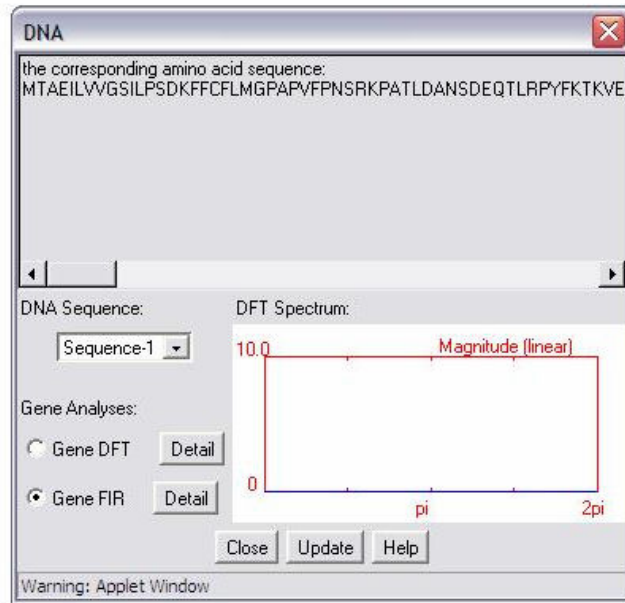 DNA
the corresponding amino acid sequence:
MTAEILVVGSILPSDKFFCFLMGPAPVFPNSRKPATLDANSDEQTLRPYFKTKVE
DNA Sequence:
DFT Spectrum:
Sequence-1
10.0
Magnitude (linear)
Gene Analyses:
Gene DFT
Detail
Gene FIR
Detail
0
pi
2pi
Close
Update
Help
Warning: Applet Window